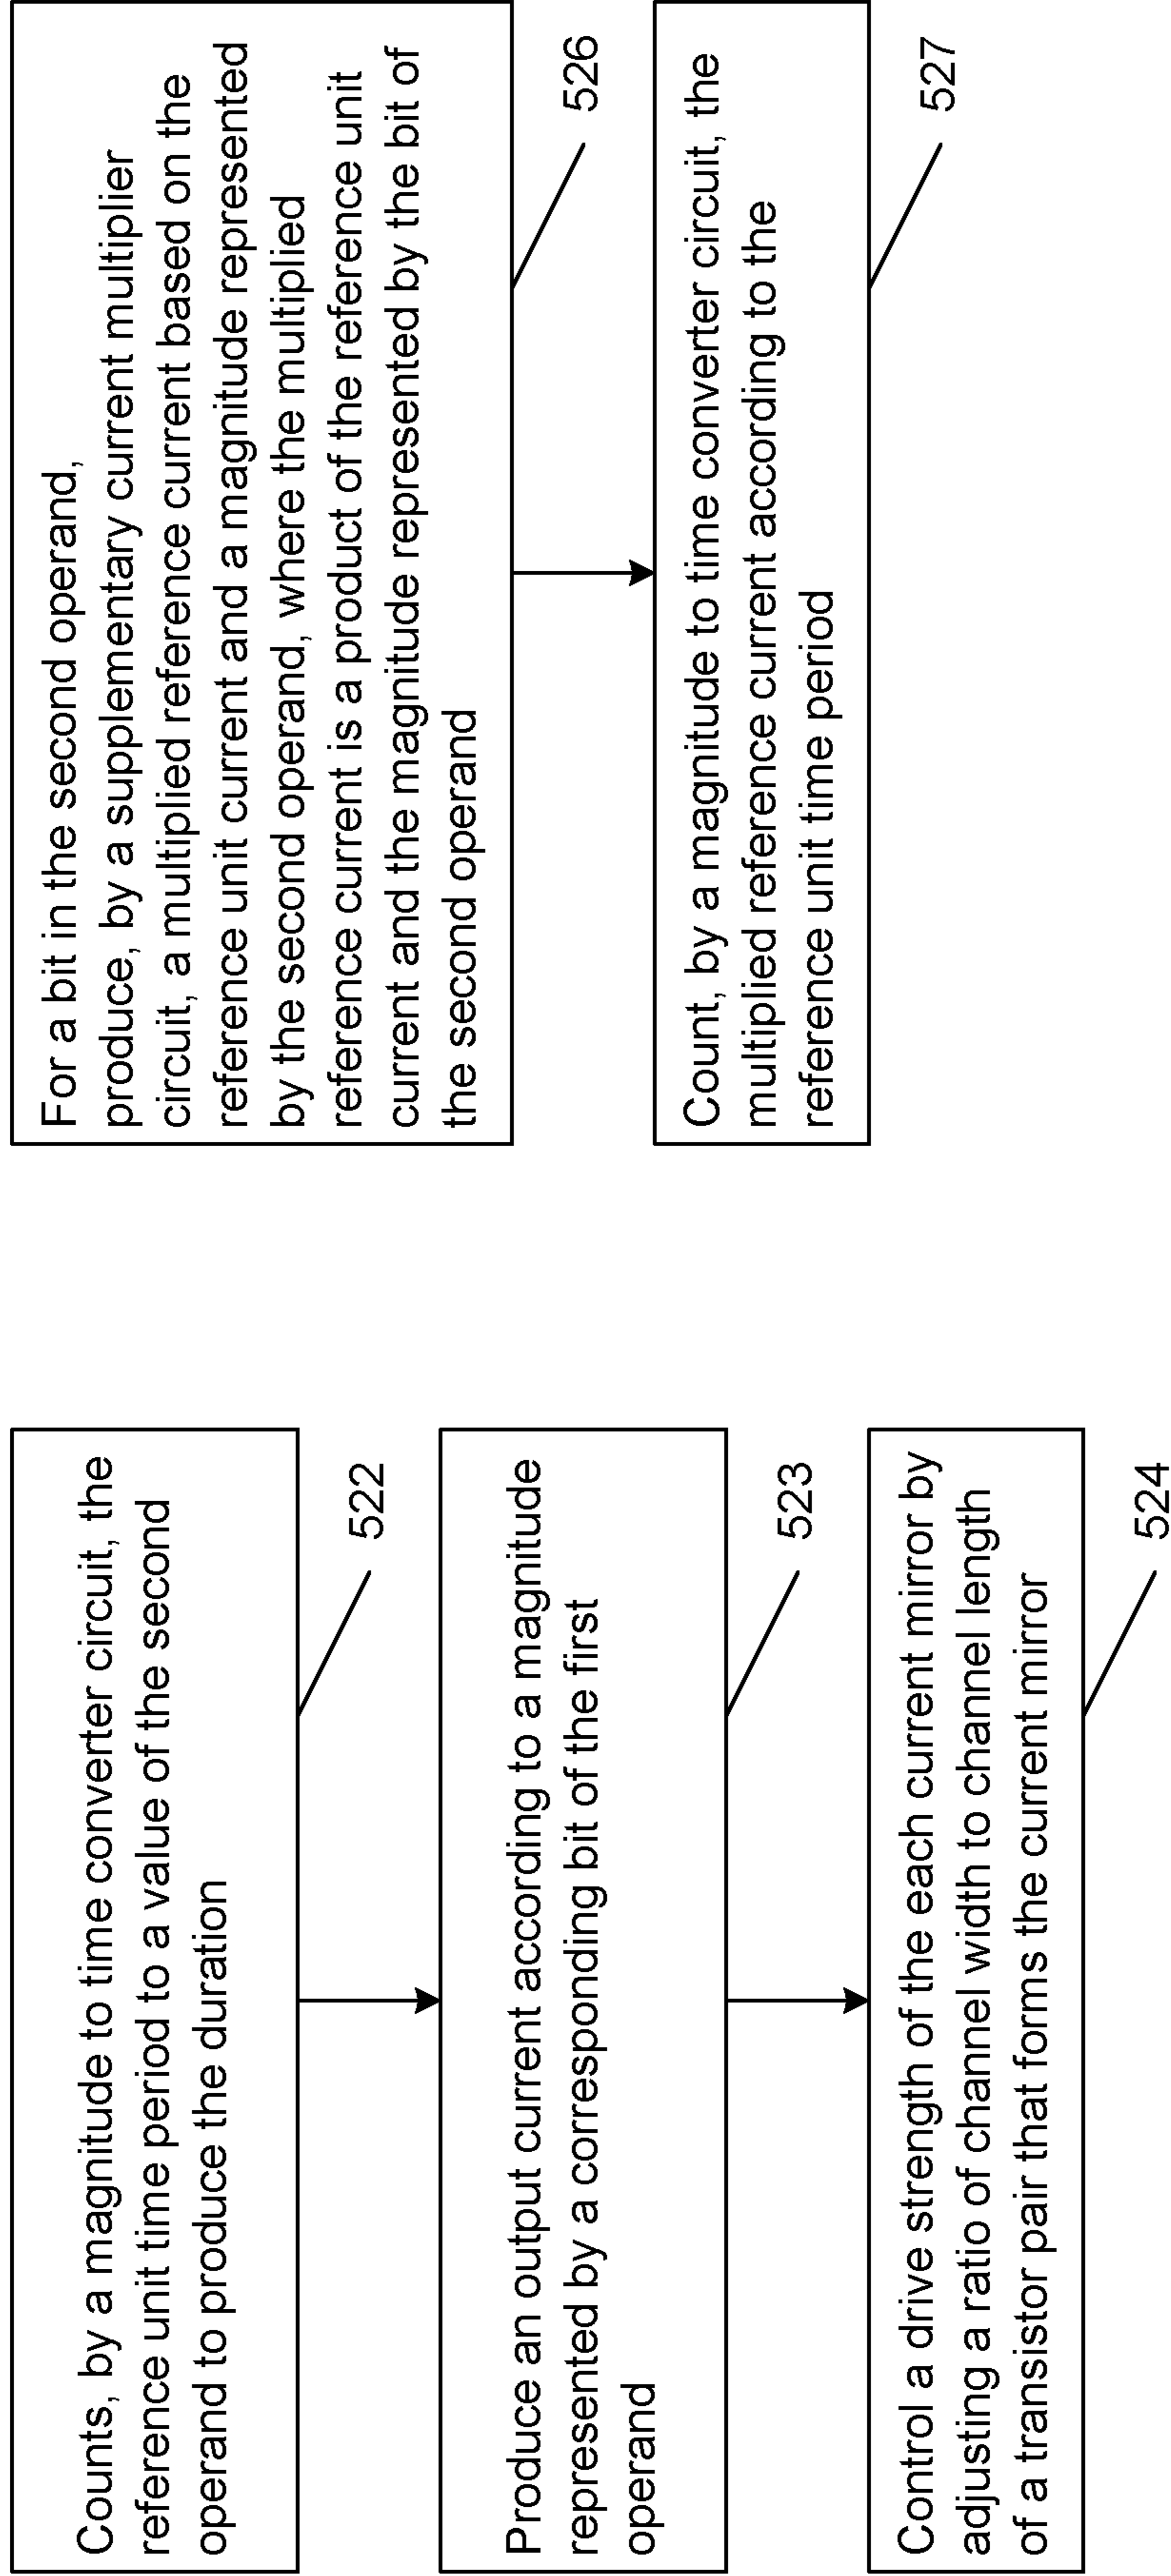 Counts, by a magnitude to time converter circuit, the
reference unit time period to a value of the second
operand to produce the duration
522
Produce an output current according to a magnitude
represented by a corresponding bit of the first
operand
523
Control a drive strength of the each current mirror by
adjusting a ratio of channel width to channel length
of a transistor pair that forms the current mirror
524
For a bit in the second operand,
produce, by a supplementary current multiplier
circuit, a multiplied reference current based on the
reference unit current and a magnitude represented
by the second operand, where the multiplied
reference current is a product of the reference unit
current and the magnitude represented by the bit of
the second operand
526
Count, by a magnitude to time converter circuit, the
multiplied reference current according to the
reference unit time period
527